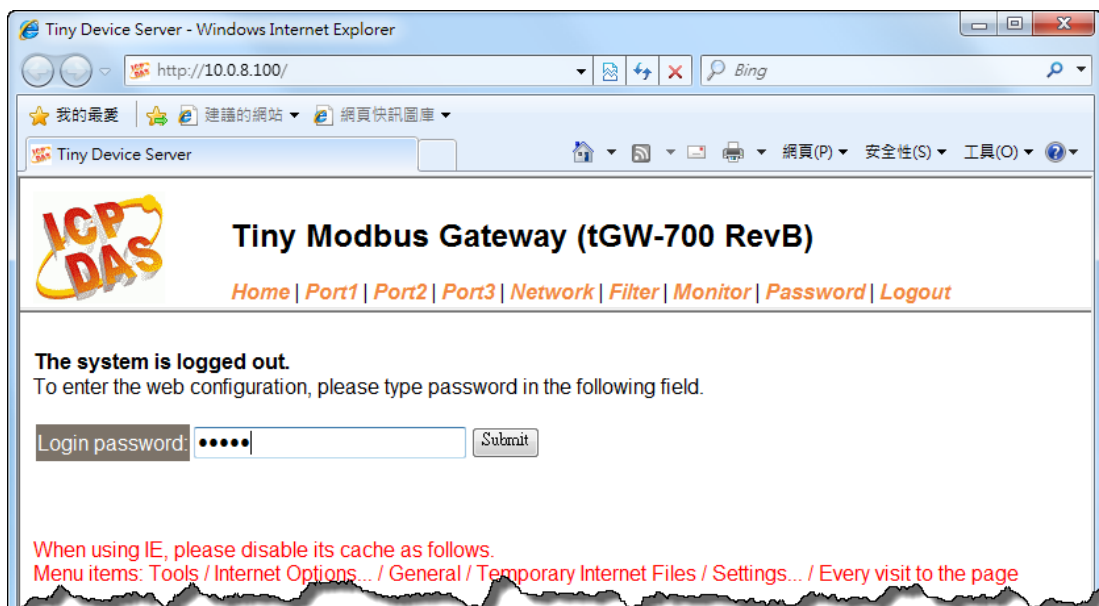 Tiny Device Server - Windows Internet Explorer
http://10.0.8.100/
Bing
我的最愛
建議的網站
網頁快訊圖庫
Tiny Device Server
網頁(P)
安全性(S)
工具(O)
ICP
DAS
Tiny Modbus Gateway (tGW-700 RevB)
Home | Port1 | Port2 | Port3 | Network | Filter | Monitor | Password | Logout
The system is logged out.
To enter the web configuration, please type password in the following field.
Login password: •••••
Submit
When using IE, please disable its cache as follows.
Menu items: Tools / Internet Options... / General / Temporary Internet Files / Settings... / Every visit to the page